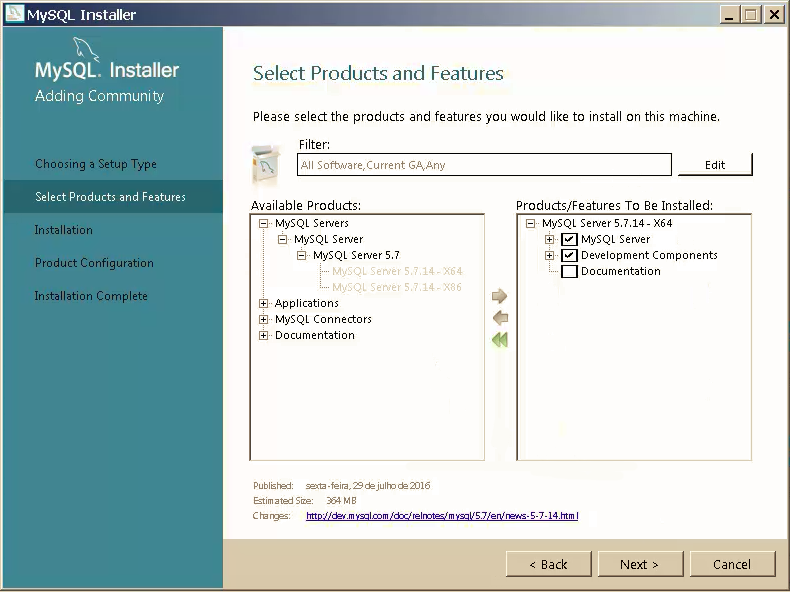 MySQL Installer
MySQL. Installer
Adding Community
Choosing a Setup Type
Select Products and Features
Installation
Product Configuration
Installation Complete
Select Products and Features
Please select the products and features you would like to install on this machine.
Filter:
All Software,Current GA,Any
Edit
Available Products:
MySQL Servers
MySQL Server
MySQL Server 5.7
MySQL Server 5.7.14 - X64
MySQL Server 5.7.14 - X86
Applications
MySQL Connectors
Documentation
Products/Features To Be Installed:
MySQL Server 5.7.14 - X64
MySQL Server
Development Components
Documentation
Published: sexta-feira, 29 de julho de 2016
Estimated Size: 364 MB
Changes: http://dev.mysql.com/doc/relnotes/mysql/5.7/en/news-5-7-14.html
< Back
Next >
Cancel